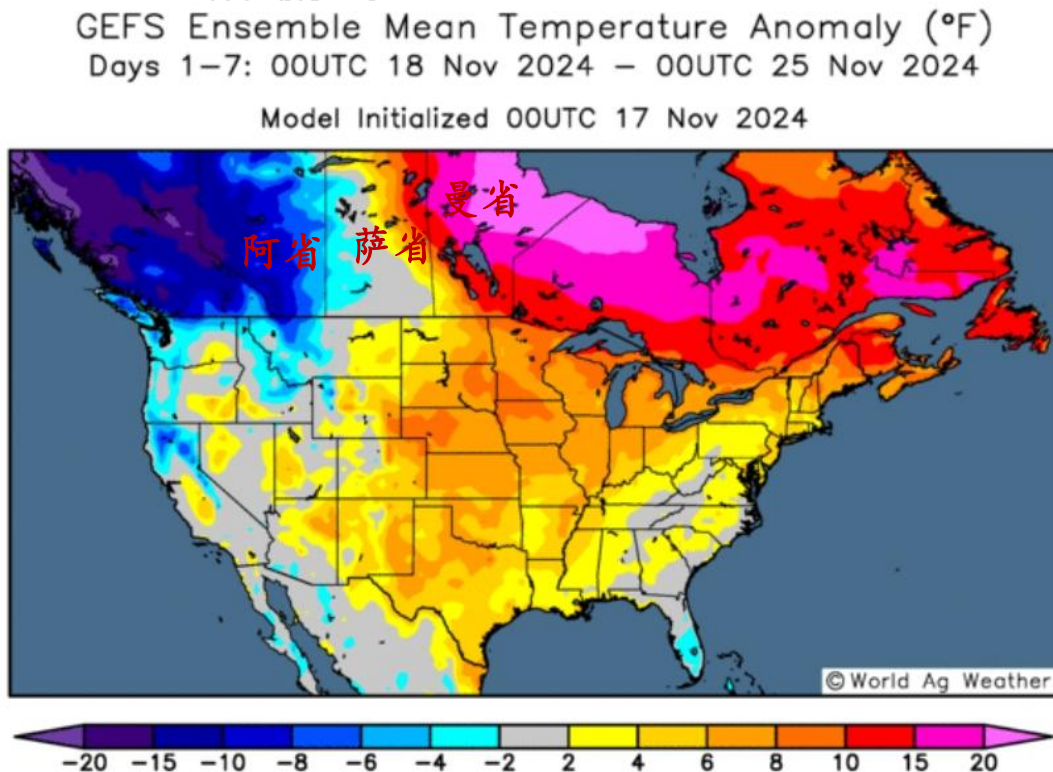 GEFS Ensemble Mean Temperature Anomaly (°F)
Days 1-7: 00UTC 18 Nov 2024 - 00UTC 25 Nov 2024
Model Initialized 00UTC 17 Nov 2024
曼省
阿省 萨省
© World Ag Weather
-20 -15 -10 -8 -6 -4 -2 2 4 6 8 10 15 20